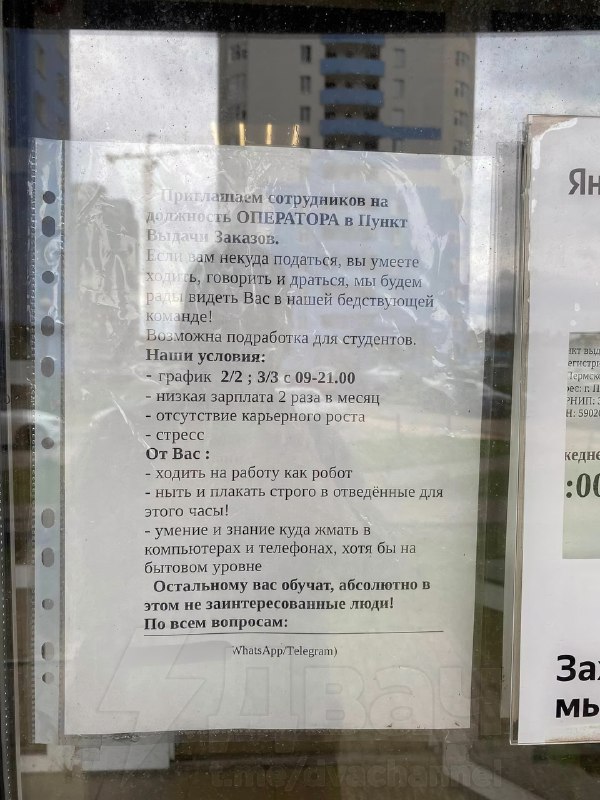 Приглашаем сотрудников на
должность ОПЕРАТОРА в Пункт
Выдачи Заказов.
Если вам некуда податься, вы умеете
ходить, говорить и драться, мы будем
рады видеть Вас в нашей бедствующей
команде!
Возможна подработка для студентов.
Наши условия:
- график 2/2 ; 3/3 с 09-21.00
- низкая зарплата 2 раза в месяц
- отсутствие карьерного роста
- стресс
От Вас :
- ходить на работу как робот
- ныть и плакать строго в отведённые для
этого часы!
- умение и знание куда жмать в
компьютерах и телефонах, хотя бы на
бытовом уровне
Остальному вас обучат, абсолютно в
этом не заинтересованные люди!
По всем вопросам:
WhatsApp/Telegram)
Двач
t.me/dvachannel
Ян
:00
За
мы